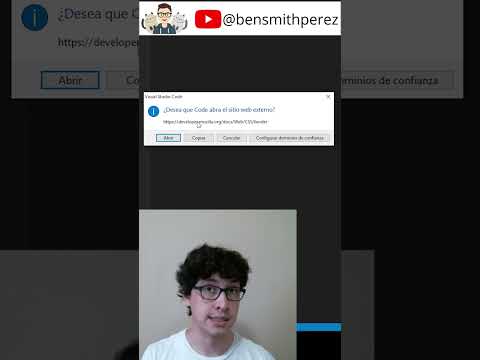 @bensmithperez
¿Desea que Co
https://develope
Abrir
ominios de confianza
Visual Studio Code
¿Desea que Code abra el sitio web externo?
https://developer.mozilla.org/docs/Web/CSS/border
Abrir
Copiar
Cancelar
Configurar dominios de confianza